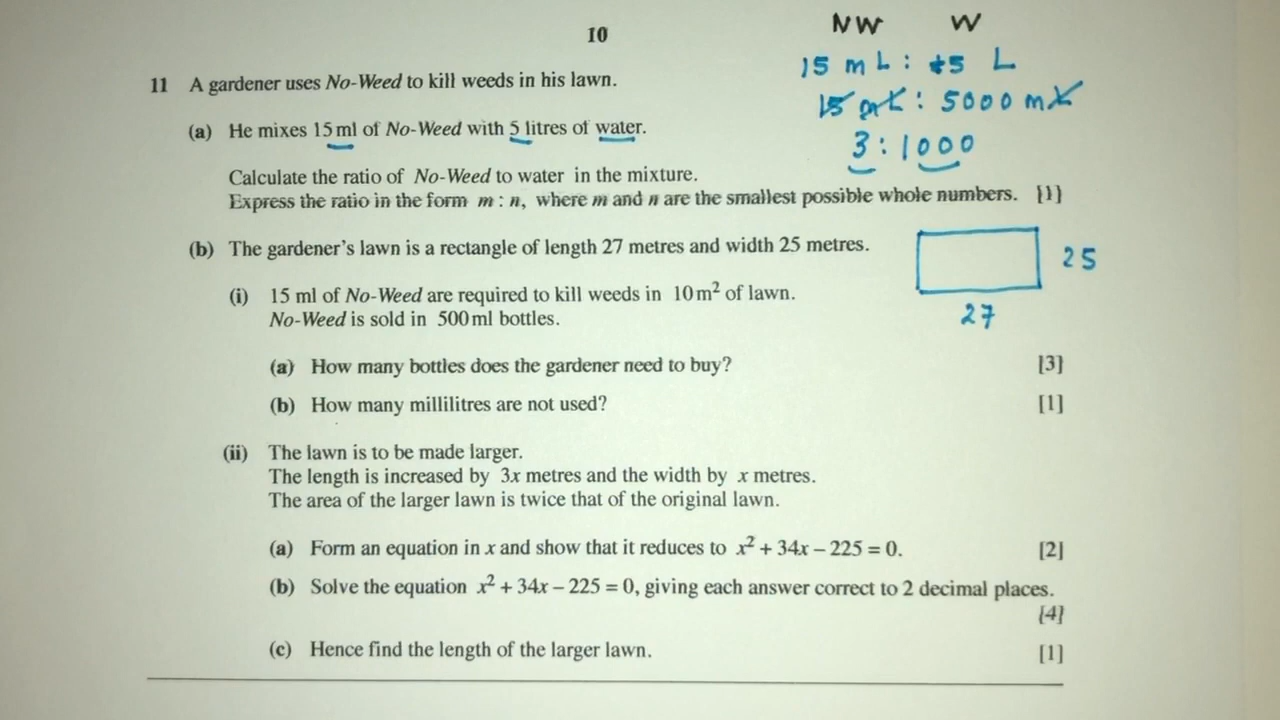 10
NW W
15 mL : 5 L
15 mL : 5000 mL
3 : 1000
11 A gardener uses No-Weed to kill weeds in his lawn.
(a) He mixes 15 ml of No-Weed with 5 litres of water.
Calculate the ratio of No-Weed to water in the mixture.
Express the ratio in the form m : n, where m and n are the smallest possible whole numbers. [1]
(b) The gardener's lawn is a rectangle of length 27 metres and width 25 metres.
25
27
(i) 15 ml of No-Weed are required to kill weeds in 10 m² of lawn.
No-Weed is sold in 500 ml bottles.
(a) How many bottles does the gardener need to buy? [3]
(b) How many millilitres are not used? [1]
(ii) The lawn is to be made larger.
The length is increased by 3x metres and the width by x metres.
The area of the larger lawn is twice that of the original lawn.
(a) Form an equation in x and show that it reduces to x² + 34x – 225 = 0. [2]
(b) Solve the equation x² + 34x – 225 = 0, giving each answer correct to 2 decimal places.
[4]
(c) Hence find the length of the larger lawn. [1]